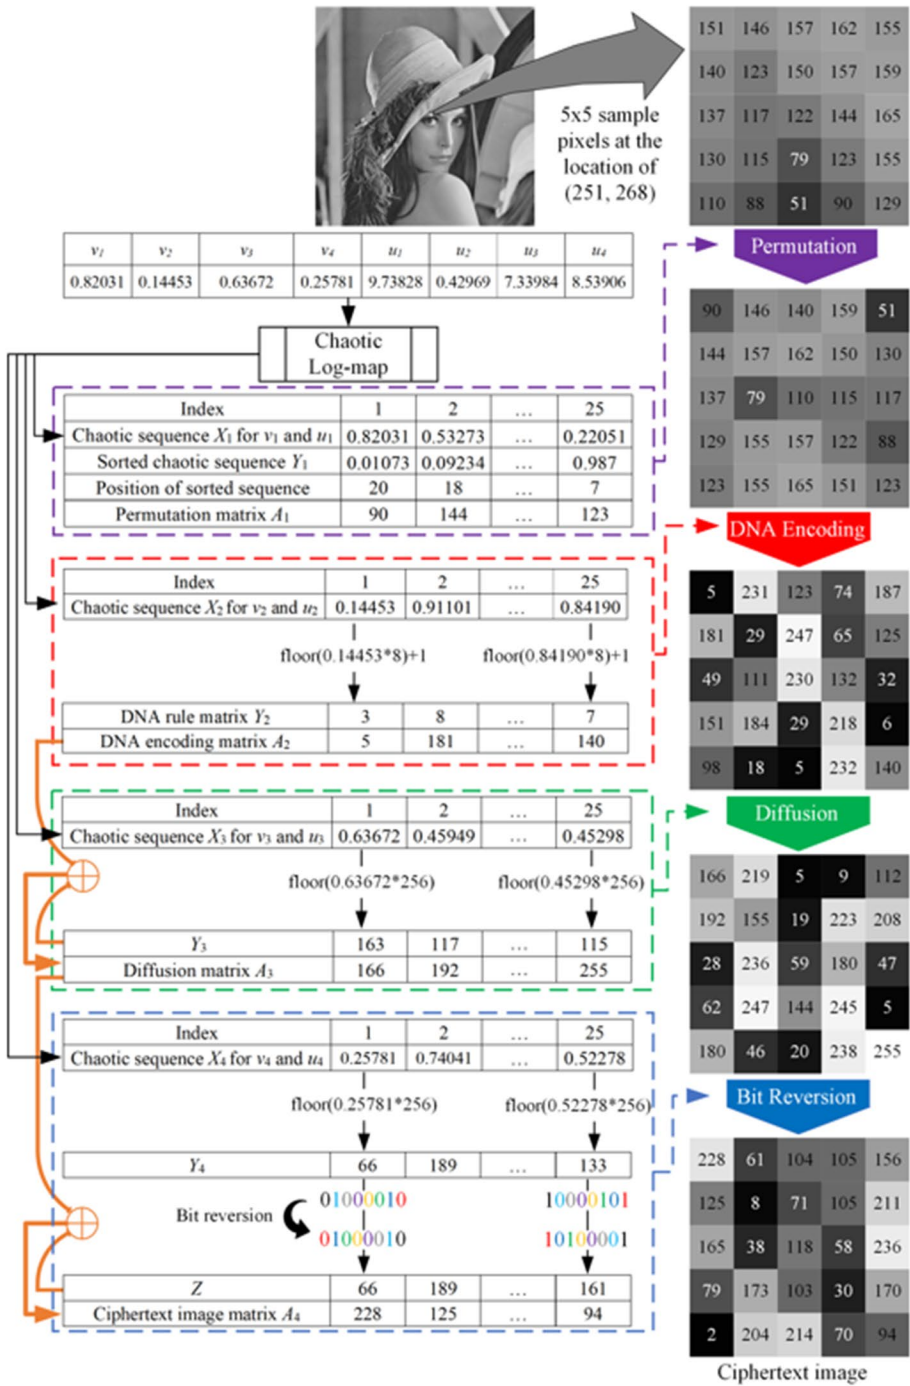 151 146 157 162 155
140 123 150 157 159
137 117 122 144 165
130 115 79 123 155
110 88 51 90 129
5x5 sample
pixels at the
location of
(251, 268)
v1 v2 v3 v4 u1 u2 u3 u4
0.82031 0.14453 0.63672 0.25781 9.73828 0.42969 7.33984 8.53906
Permutation
Chaotic
Log-map
90 146 140 159 51
144 157 162 150 130
137 79 110 115 117
129 155 157 122 88
123 155 165 151 123
Index 1 2 … 25
Chaotic sequence X1 for v1 and u1 0.82031 0.53273 … 0.22051
Sorted chaotic sequence Y1 0.01073 0.09234 … 0.987
Position of sorted sequence 20 18 … 7
Permutation matrix A1 90 144 … 123
DNA Encoding
Index 1 2 … 25
Chaotic sequence X2 for v2 and u2 0.14453 0.91101 … 0.84190
floor(0.14453*8)+1 floor(0.84190*8)+1
DNA rule matrix Y2 3 8 … 7
DNA encoding matrix A2 5 181 … 140
5 231 123 74 187
181 29 247 65 125
49 111 230 132 32
151 184 29 218 6
98 18 5 232 140
Diffusion
Index 1 2 … 25
Chaotic sequence X3 for v3 and u3 0.63672 0.45949 … 0.45298
floor(0.63672*256) floor(0.45298*256)
Y3 163 117 … 115
Diffusion matrix A3 166 192 … 255
166 219 5 9 112
192 155 19 223 208
28 236 59 180 47
62 247 144 245 5
180 46 20 238 255
Bit Reversion
Index 1 2 … 25
Chaotic sequence X4 for v4 and u4 0.25781 0.74041 … 0.52278
floor(0.25781*256) floor(0.52278*256)
Y4 66 189 … 133
01000010 10000101
Bit reversion
01000010 10100001
Z 66 189 … 161
Ciphertext image matrix A4 228 125 … 94
228 61 104 105 156
125 8 71 105 211
165 38 118 58 236
79 173 103 30 170
2 204 214 70 94
Ciphertext image